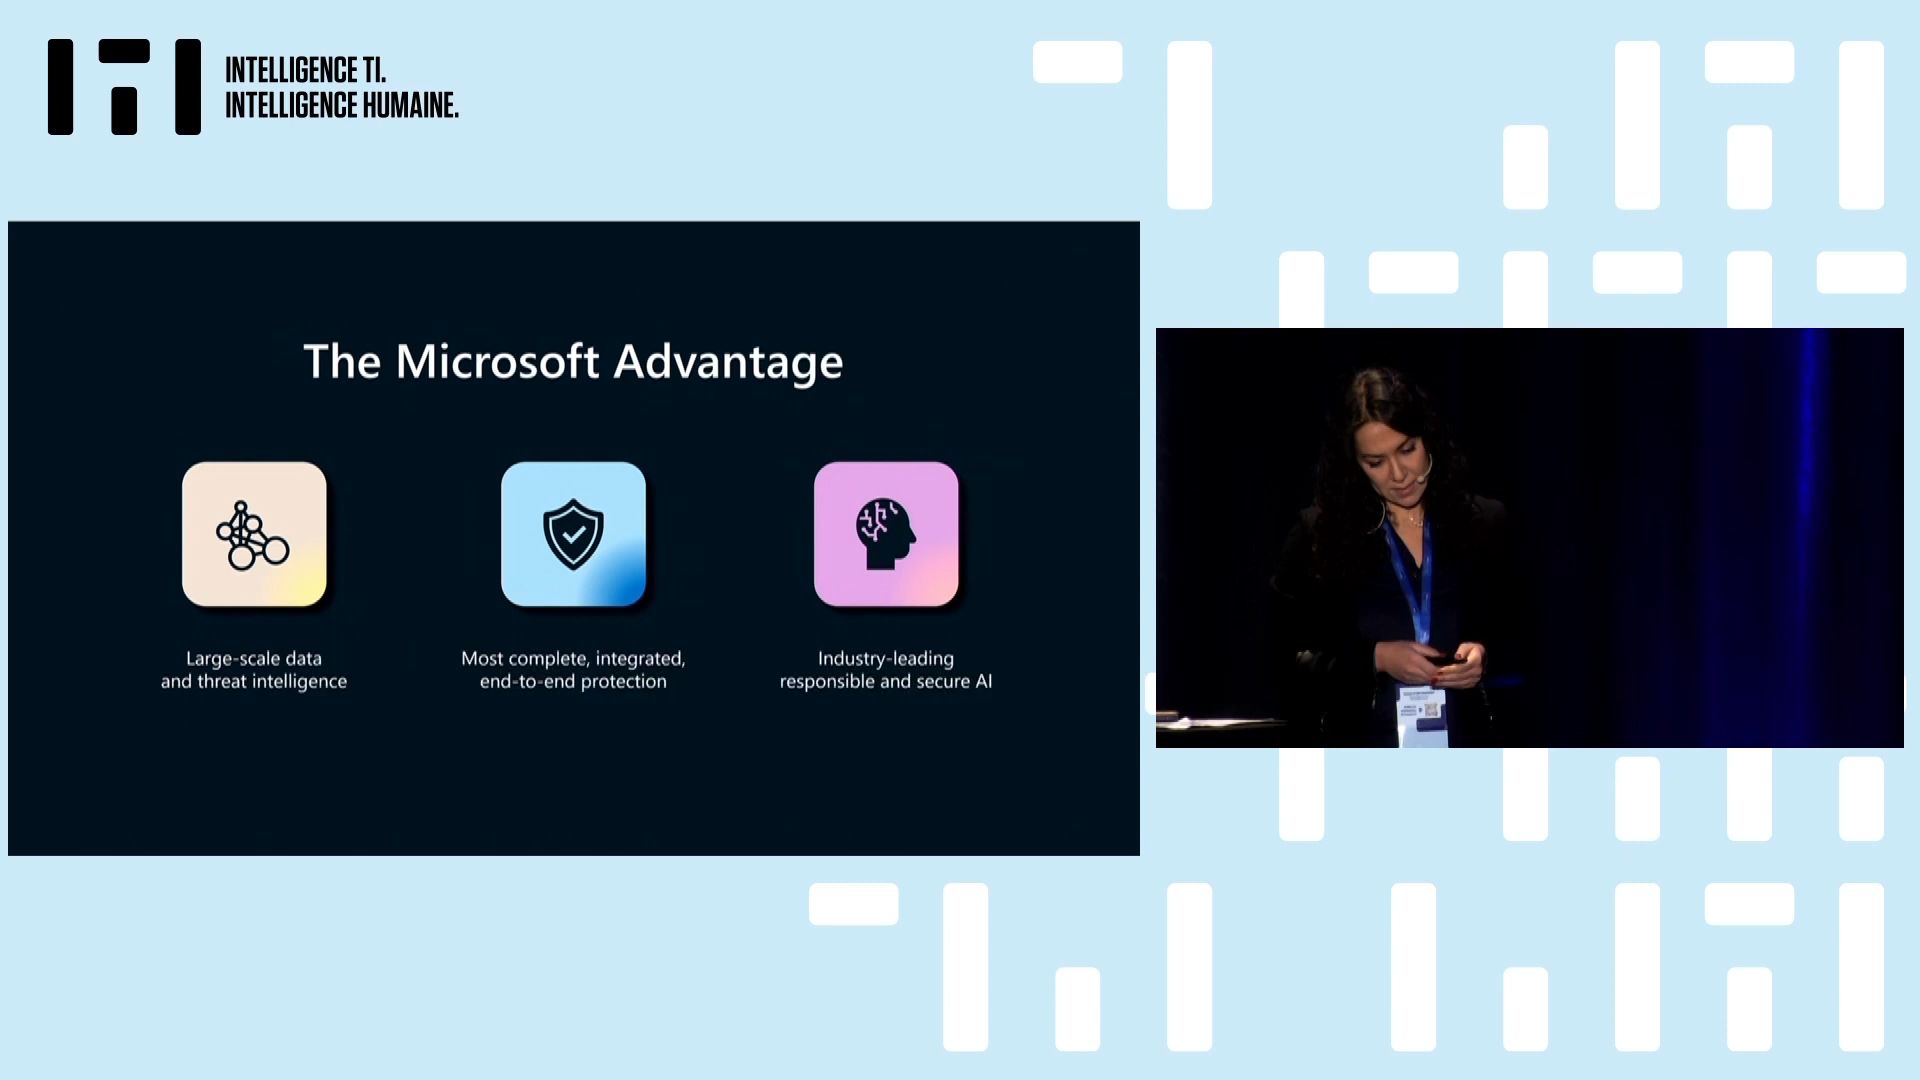 INTELLIGENCE TI.
INTELLIGENCE HUMAINE.
The Microsoft Advantage
Large-scale data
and threat intelligence
Most complete, integrated,
end-to-end protection
Industry-leading
responsible and secure AI